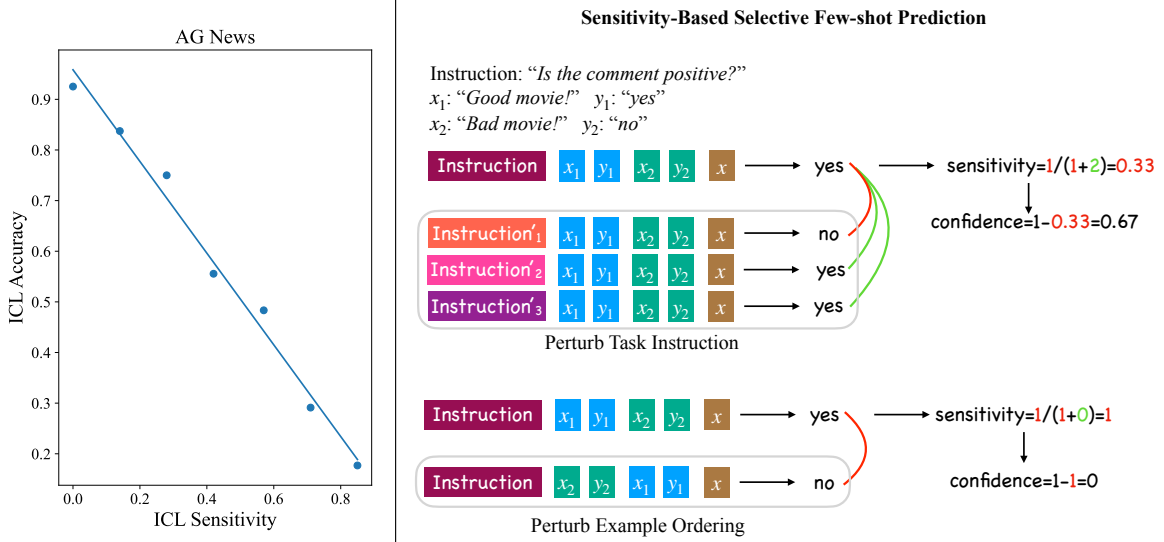 AG News
ICL Accuracy
0.9
0.8
0.7
0.6
0.5
0.4
0.3
0.2
0.0 0.2 0.4 0.6 0.8
ICL Sensitivity
Sensitivity-Based Selective Few-shot Prediction
Instruction: “Is the comment positive?”
x1: “Good movie!” y1: “yes”
x2: “Bad movie!” y2: “no”
Instruction x1 y1 x2 y2 x yes sensitivity=1/(1+2)=0.33
confidence=1-0.33=0.67
Instruction′1 x1 y1 x2 y2 x no
Instruction′2 x1 y1 x2 y2 x yes
Instruction′3 x1 y1 x2 y2 x yes
Perturb Task Instruction
Instruction x1 y1 x2 y2 x yes sensitivity=1/(1+0)=1
Instruction x2 y2 x1 y1 x no confidence=1-1=0
Perturb Example Ordering